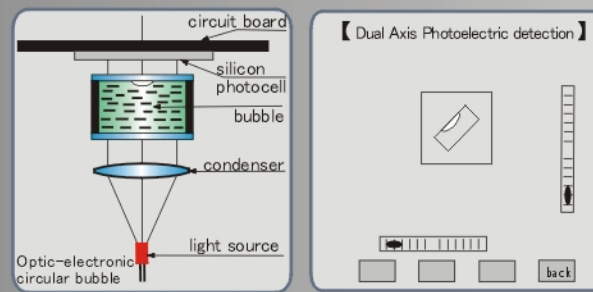 circuit board
silicon
photocell
bubble
condenser
light source
Optic-electronic
circular bubble
【 Dual Axis Photoelectric detection 】
back